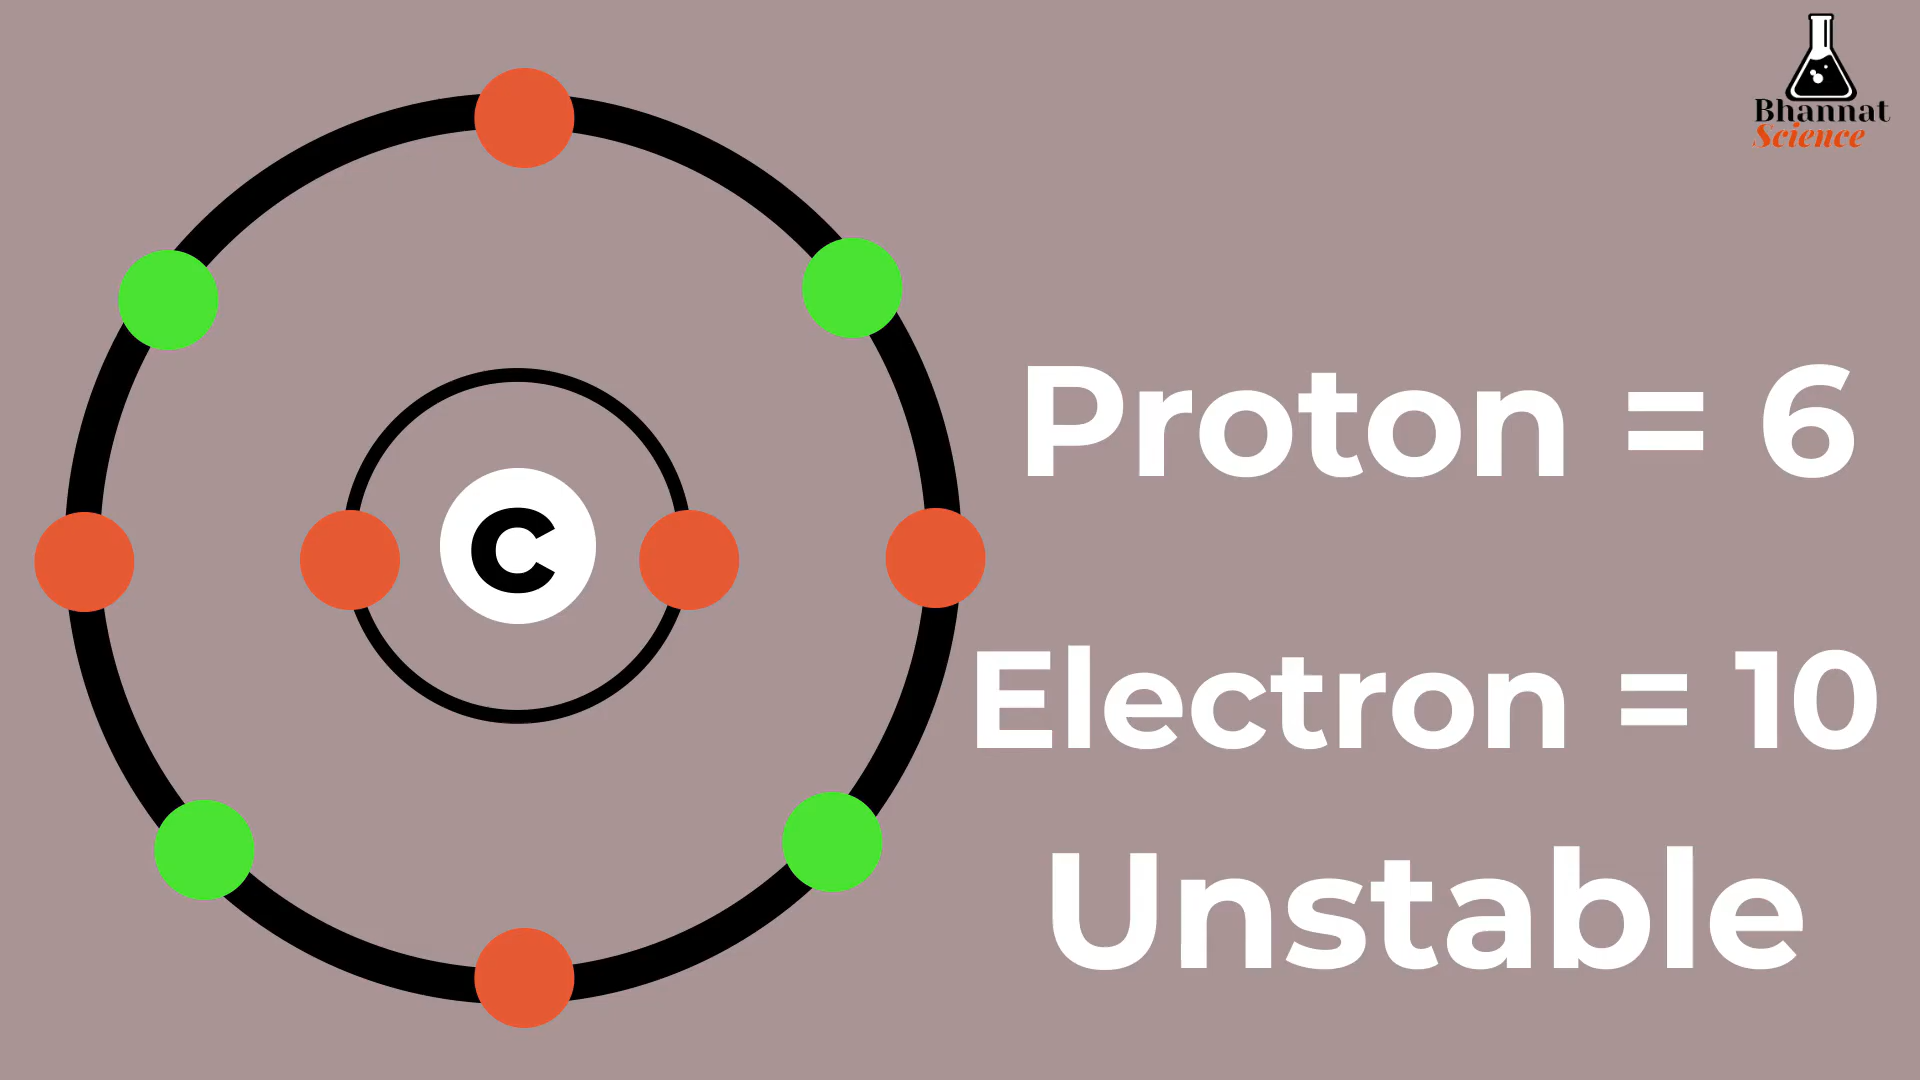 Bhannat
Science
C
Proton = 6
Electron = 10
Unstable